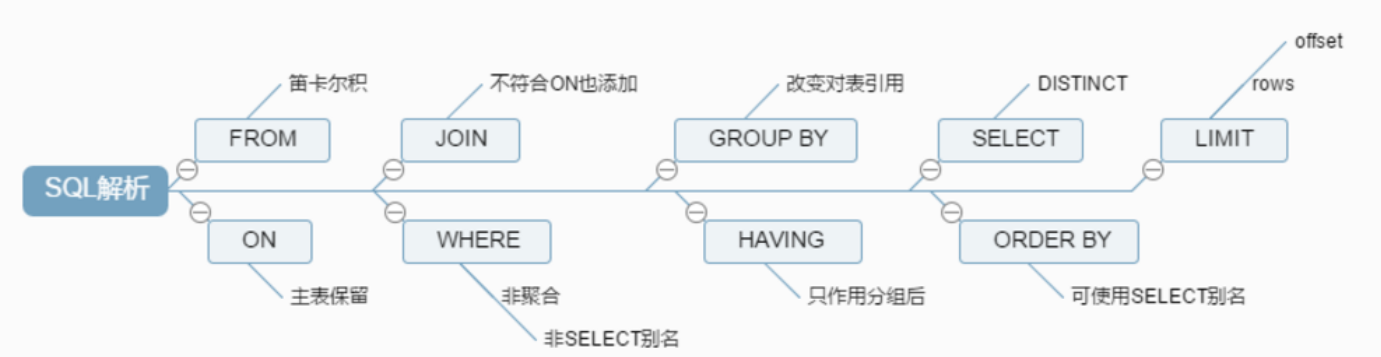 offset
笛卡尔积
不符合ON也添加
改变对表引用
DISTINCT
rows
FROM
JOIN
GROUP BY
SELECT
LIMIT
SQL解析
ON
WHERE
HAVING
ORDER BY
主表保留
非聚合
只作用分组后
可使用SELECT别名
非SELECT别名